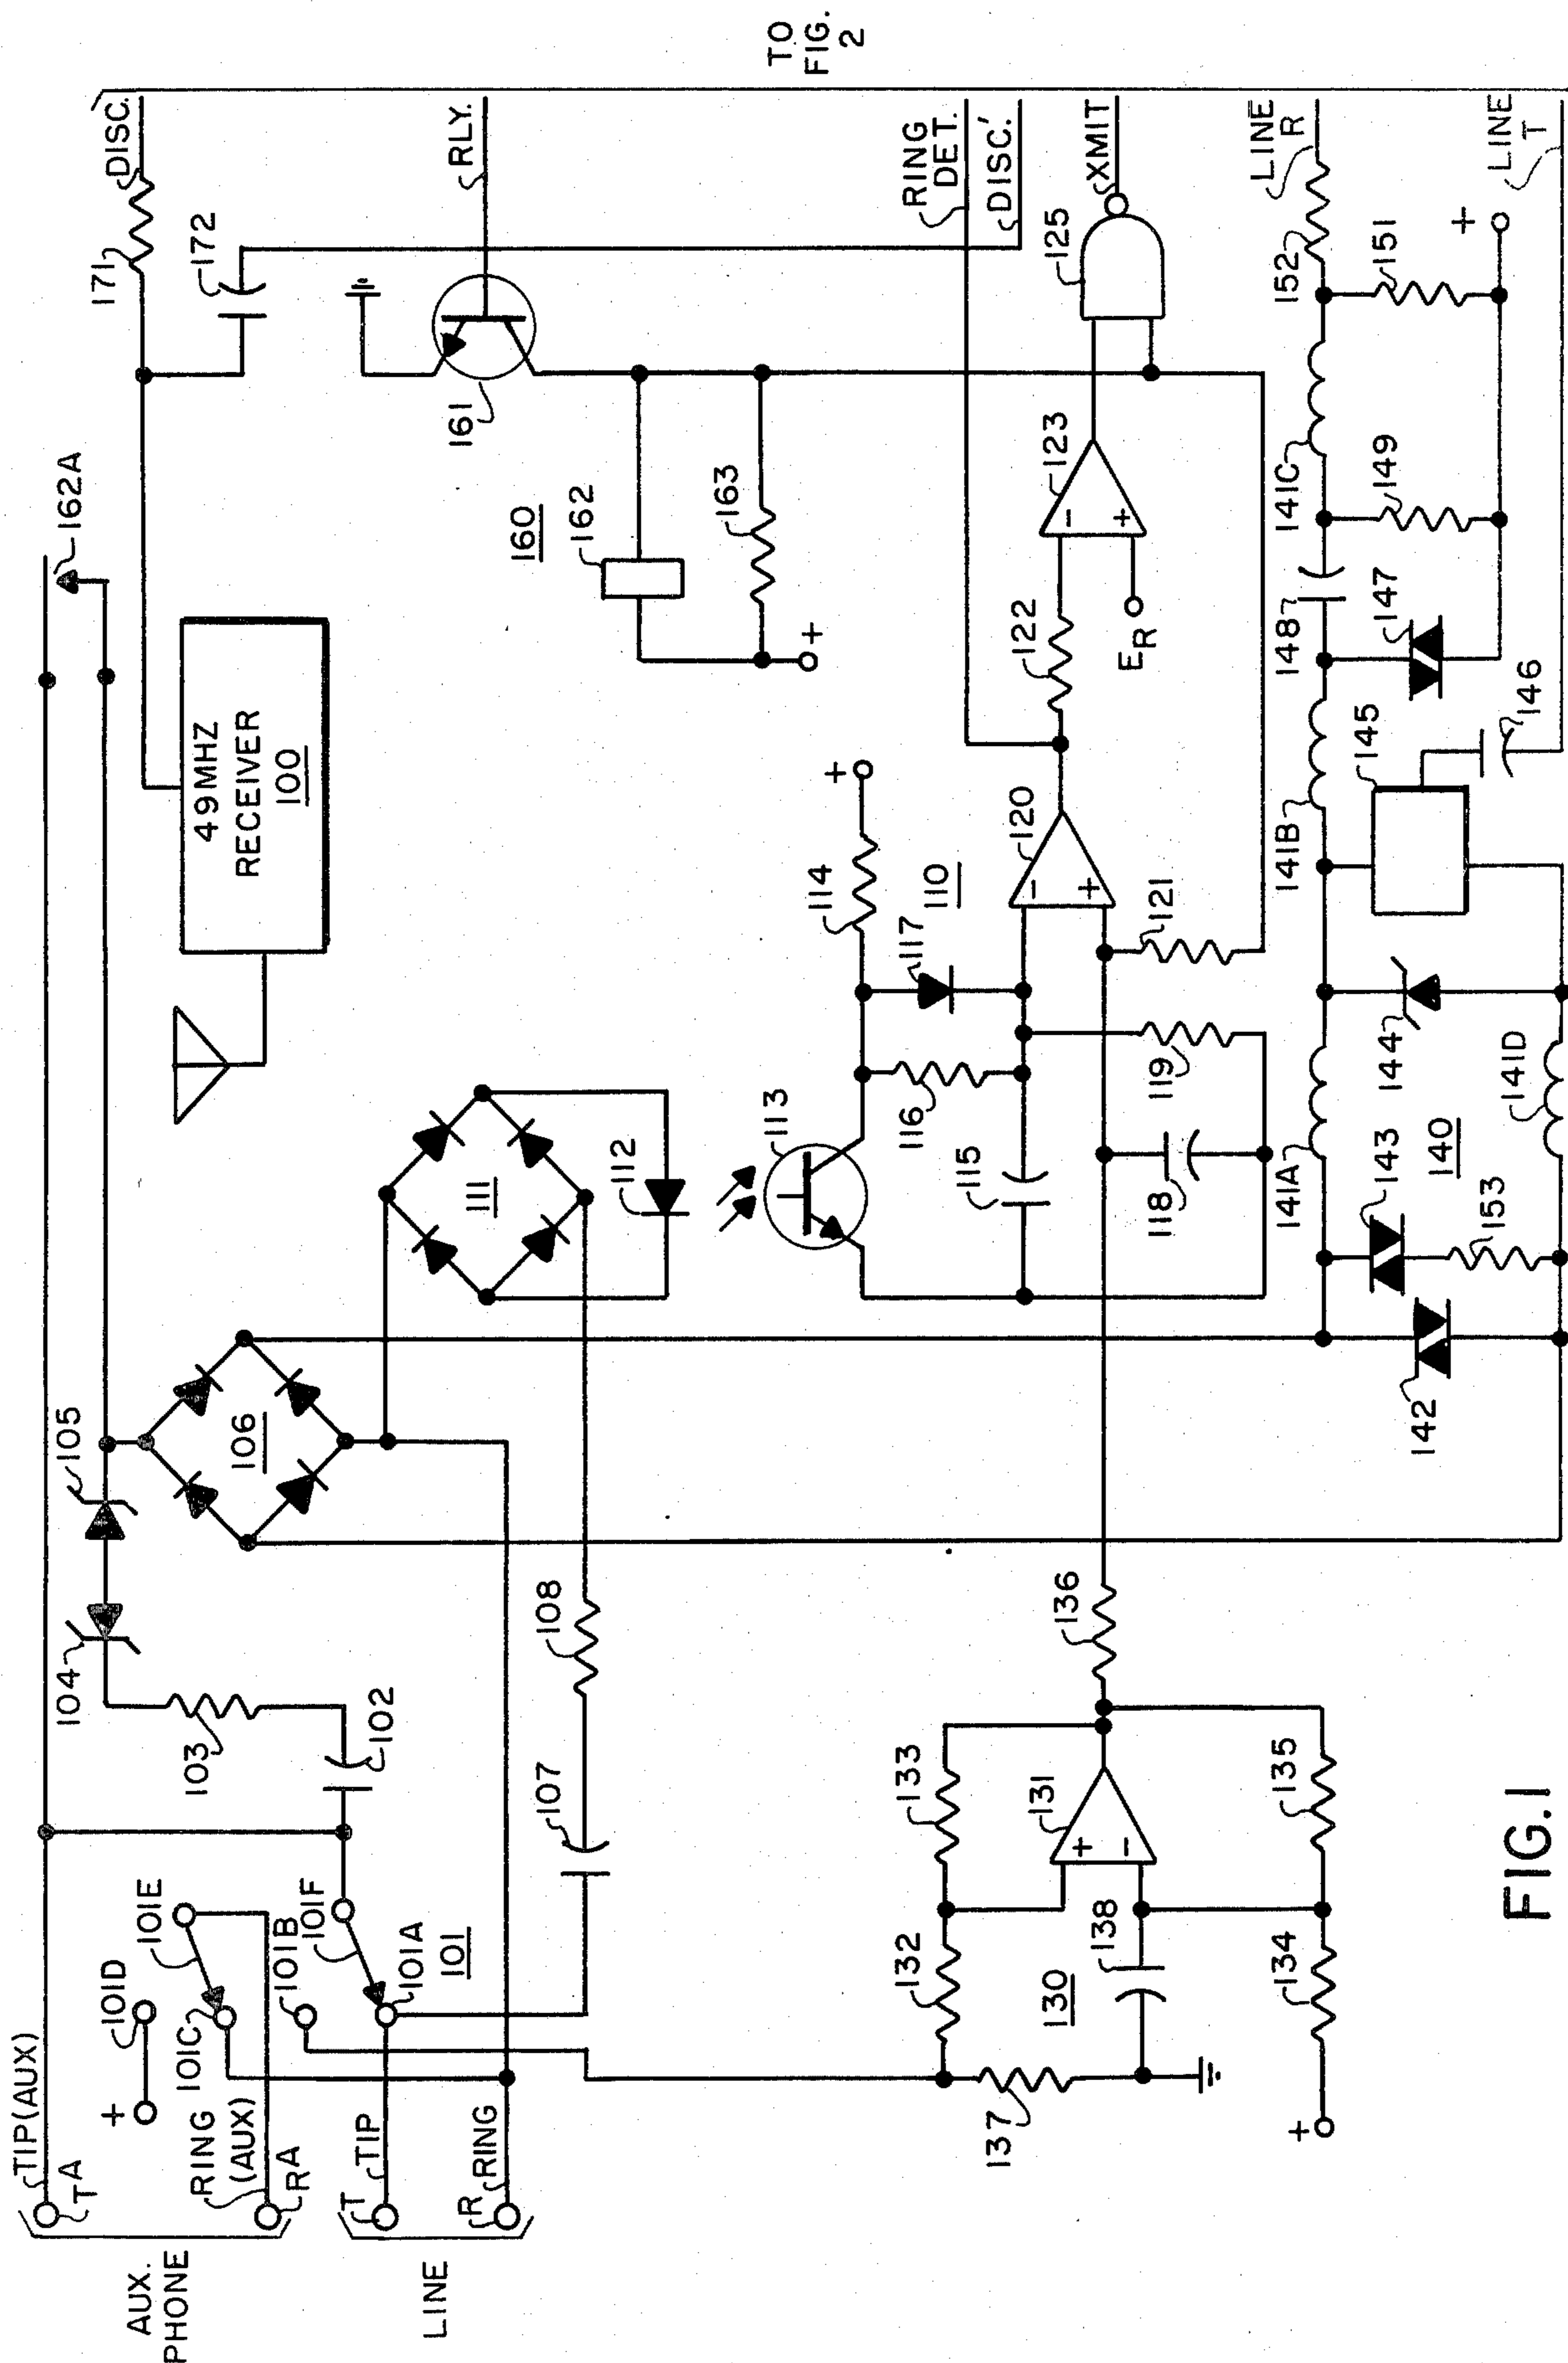 TIP(AUX)
T A
AUX.
PHONE
+
101D
101E
101C
RING
(AUX)
R A
101B
101F
T
TIP
101A
101
LINE
R
RING
102
103
104
105
106
107
108
49MHZ
RECEIVER
100
162A
171
DISC.
172
RLY.
161
160
162
163
+
111
112
113
114
+
117
110
116
115
119
118
120
121
122
E R
123
RING
DET.
DISC.'
125
XMIT
TO
FIG.
2
+
-
-
+
132
133
130
131
+
-
138
137
134
135
136
+
141A
142
143
153
140
144
141D
141B
145
146
147
148
141C
149
152
151
+
LINE
R
LINE
T
FIG.1